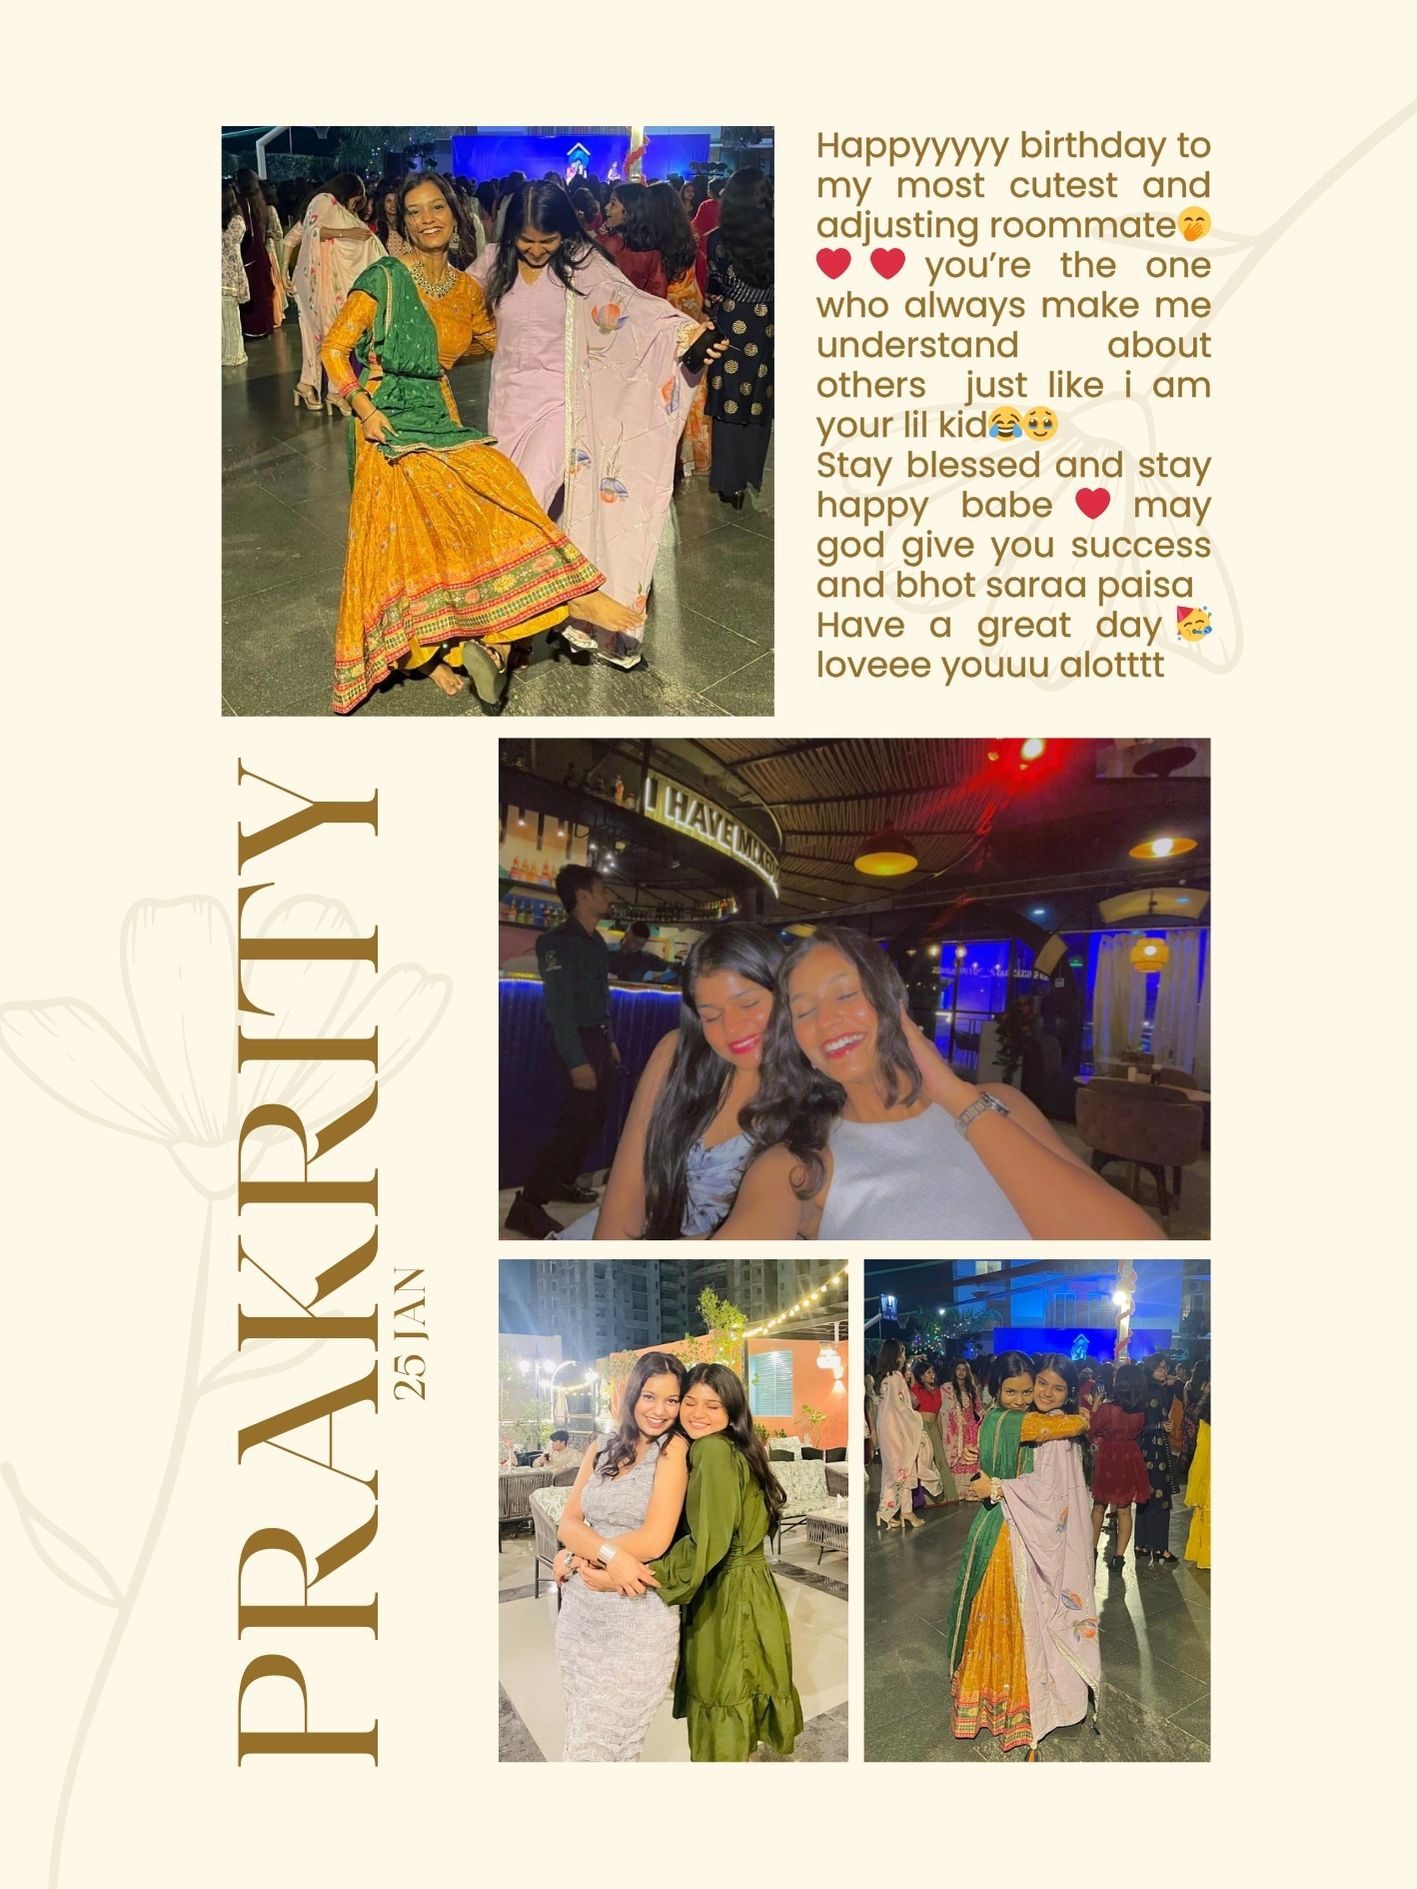 Happyyyyy birthday to
my most cutest and
adjusting roommate🤭
❤️ ❤️ you’re the one
who always make me
understand about
others just like i am
your lil kid😂🥹
Stay blessed and stay
happy babe ❤️ may
god give you success
and bhot saraa paisa
Have a great day 🥳
loveee youuu alotttt
PRAKRITY
25 JAN
I HAVE MIXED